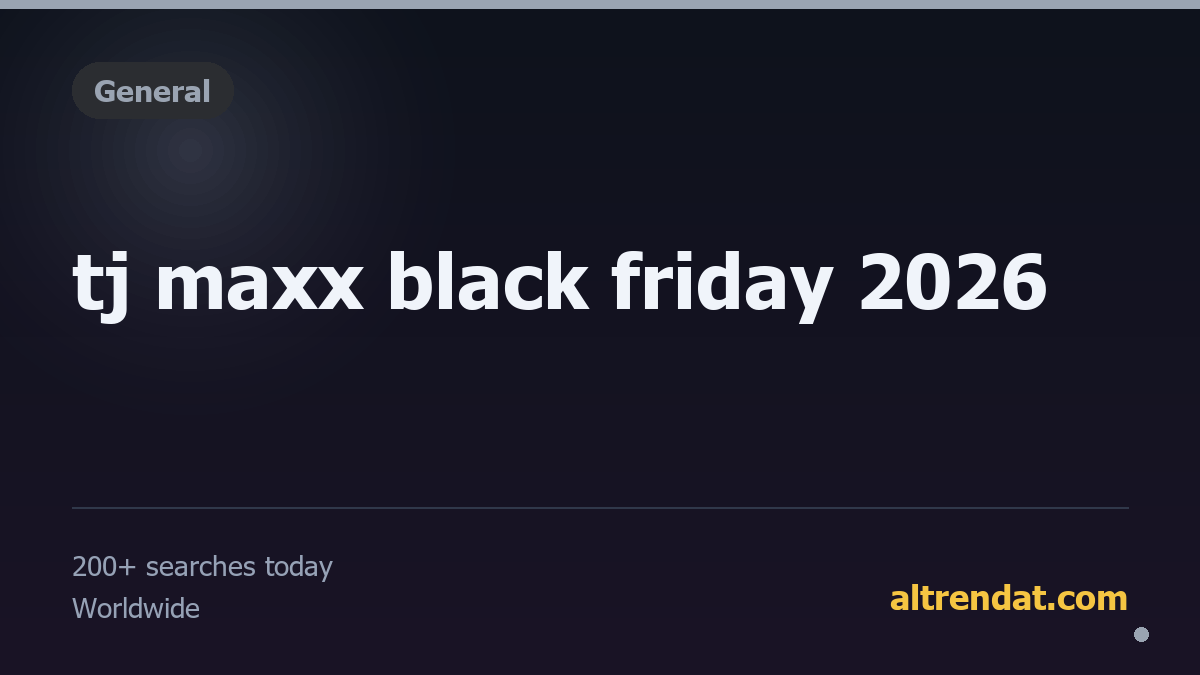 General
tj maxx black friday 2026
200+ searches today
Worldwide
altrendat.com